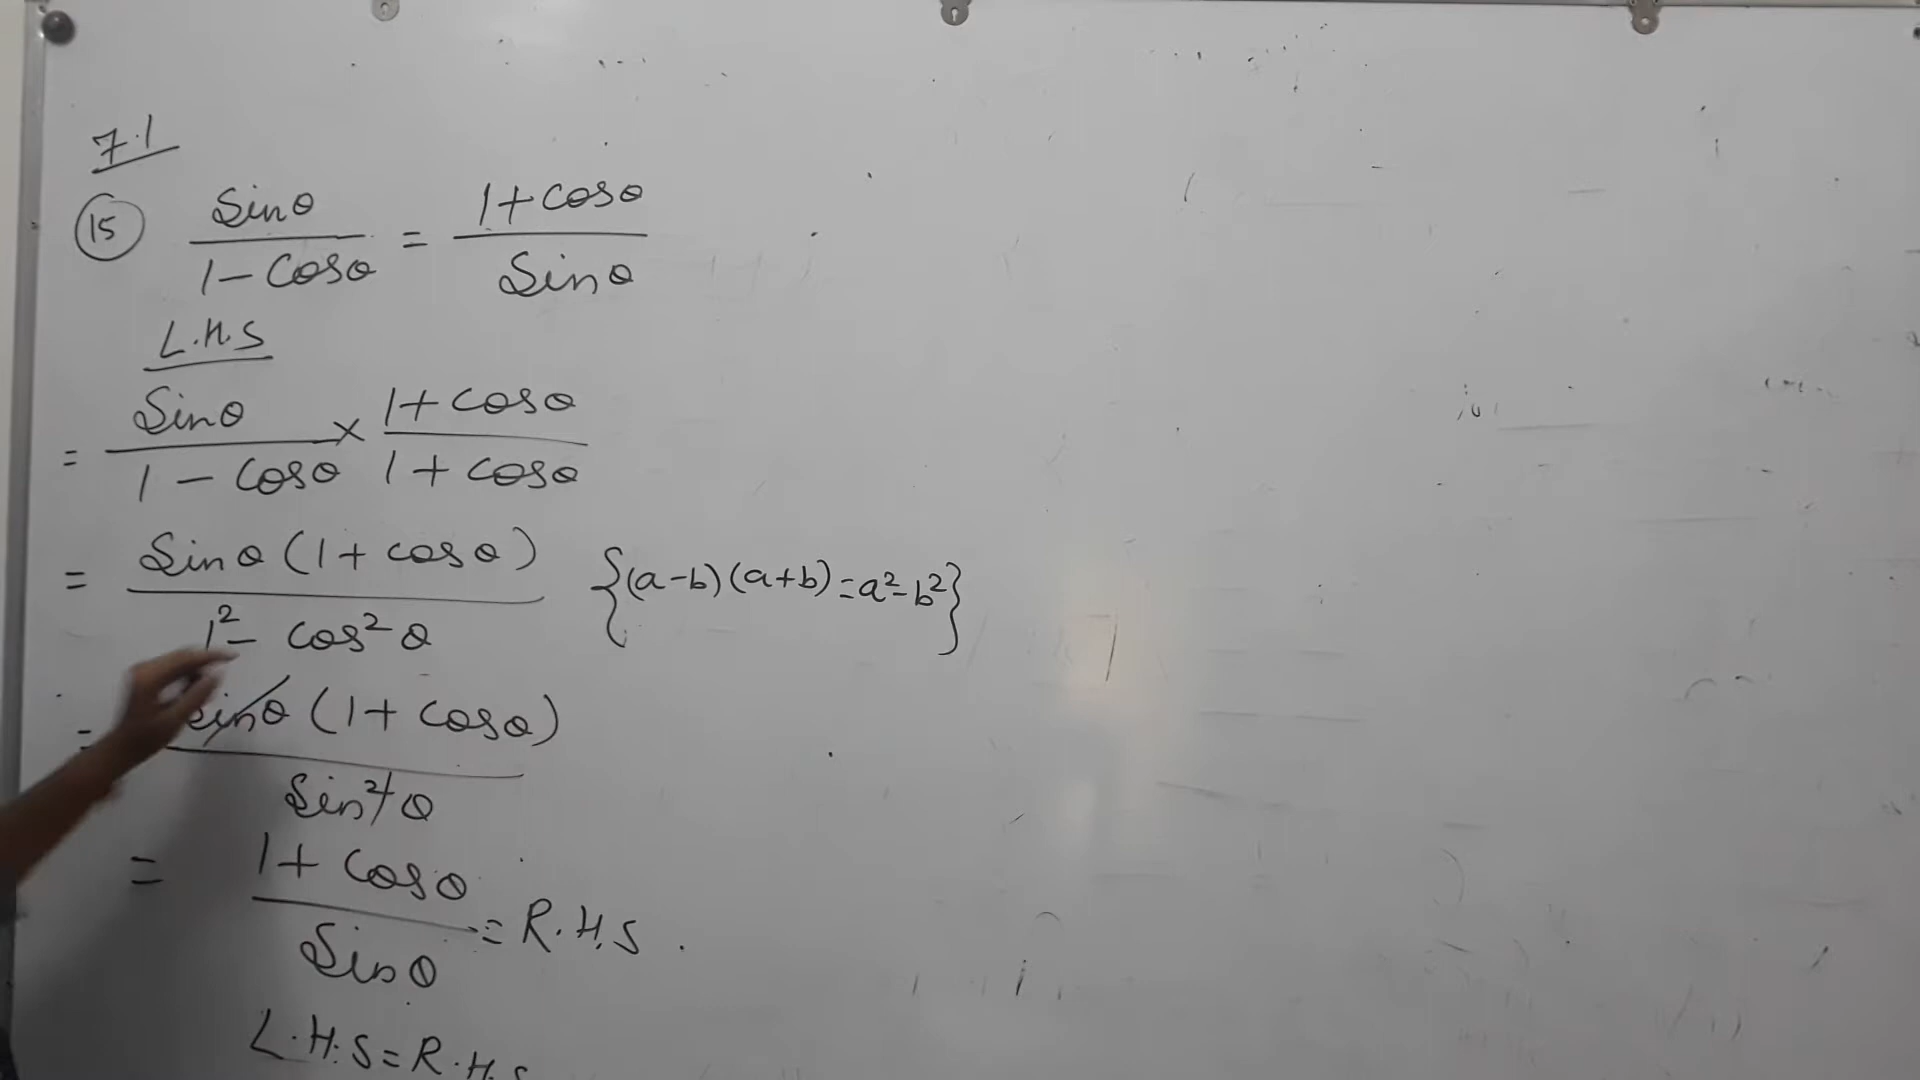 7.1
15 Sinθ / 1 - Cosθ = 1 + Cosθ / Sinθ
L.H.S
= Sinθ / 1 - Cosθ × 1 + Cosθ / 1 + Cosθ
= Sinθ (1 + Cosθ) / 1² - Cos²θ {(a-b)(a+b) = a² - b²}
= Sinθ (1 + Cosθ) / Sin²θ
= 1 + Cosθ / Sinθ = R.H.S.
L.H.S = R.H.S